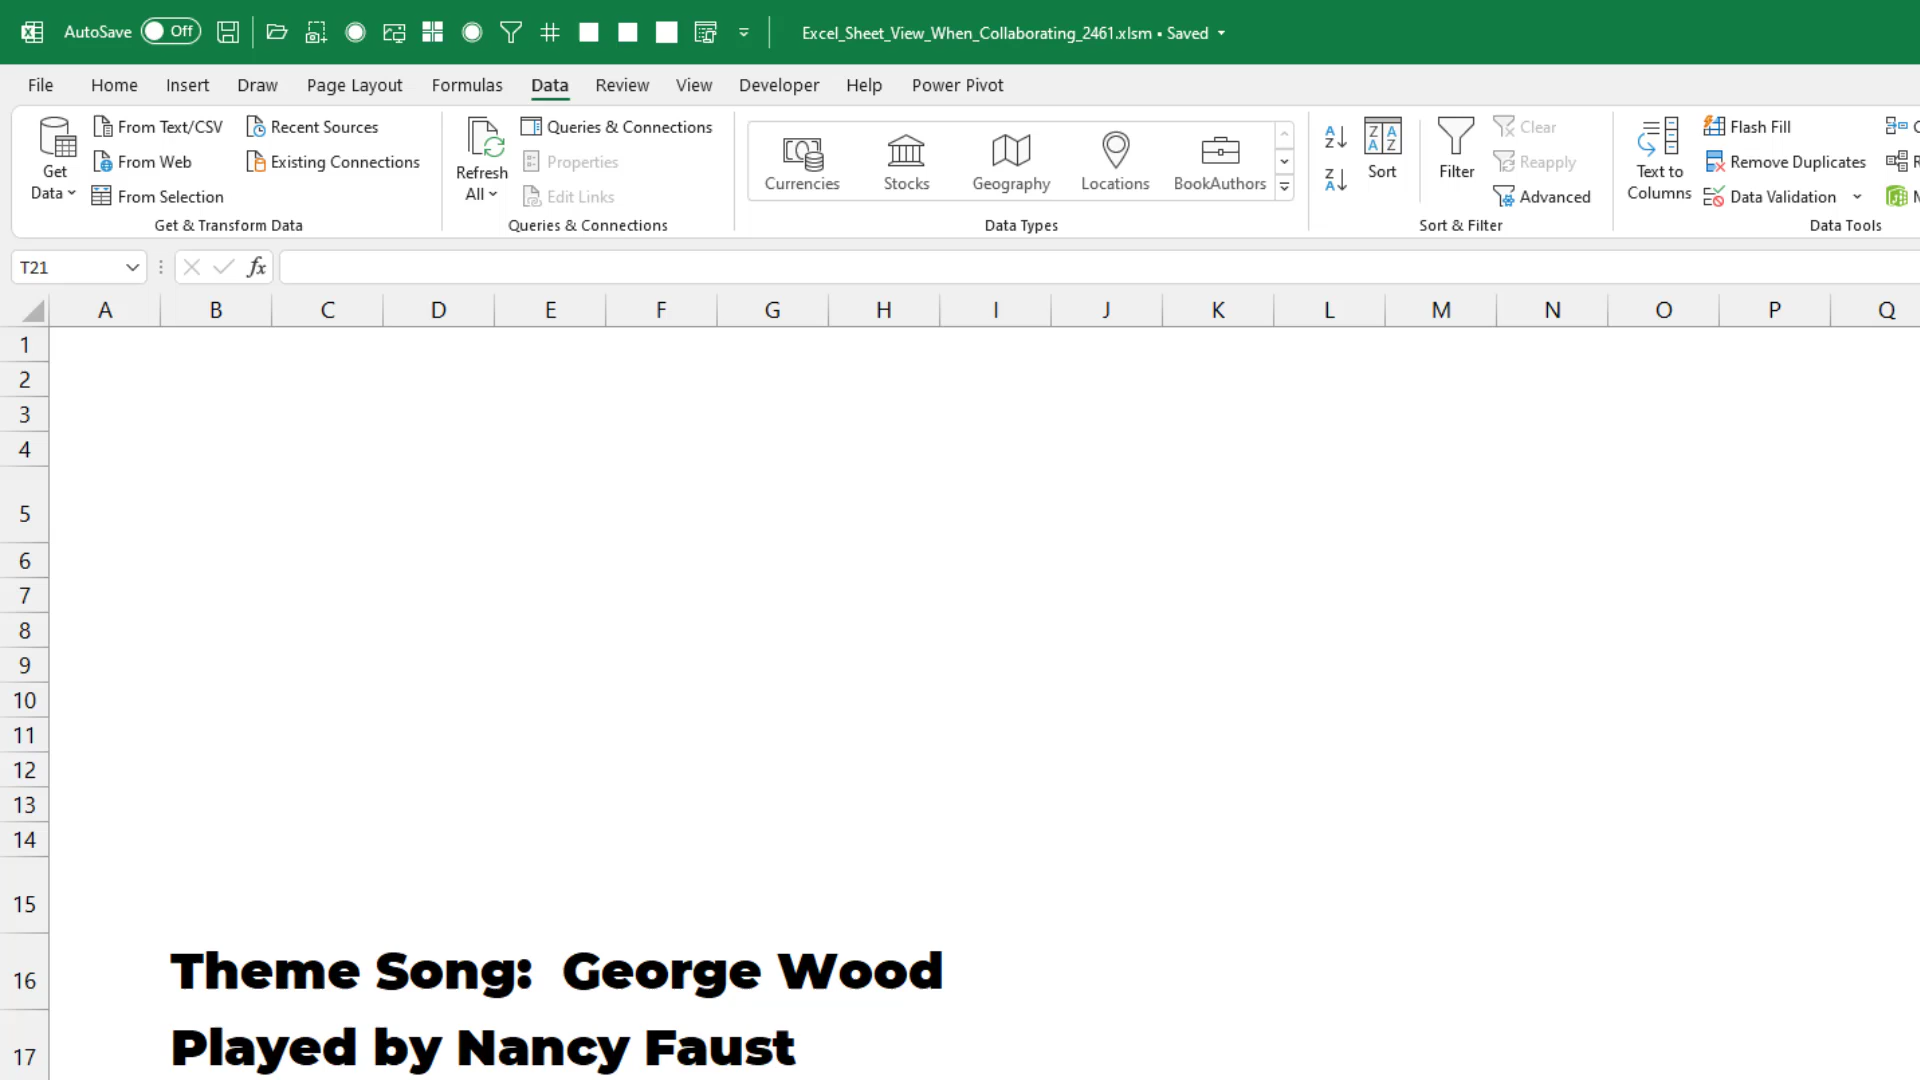 AutoSave Off Excel_Sheet_View_When_Collaborating_2461.xlsm • Saved
File Home Insert Draw Page Layout Formulas Data Review View Developer Help Power Pivot
Get Data
From Text/CSV
From Web
From Selection
Recent Sources
Existing Connections
Get & Transform Data
Refresh All
Queries & Connections
Properties
Edit Links
Queries & Connections
Currencies Stocks Geography Locations BookAuthors
Data Types
Sort
Filter
Clear
Reapply
Advanced
Sort & Filter
Text to Columns
Flash Fill
Remove Duplicates
Data Validation
Data Tools
T21 fx
A B C D E F G H I J K L M N O P Q
1
2
3
4
5
6
7
8
9
10
11
12
13
14
15
16 Theme Song: George Wood
17 Played by Nancy Faust